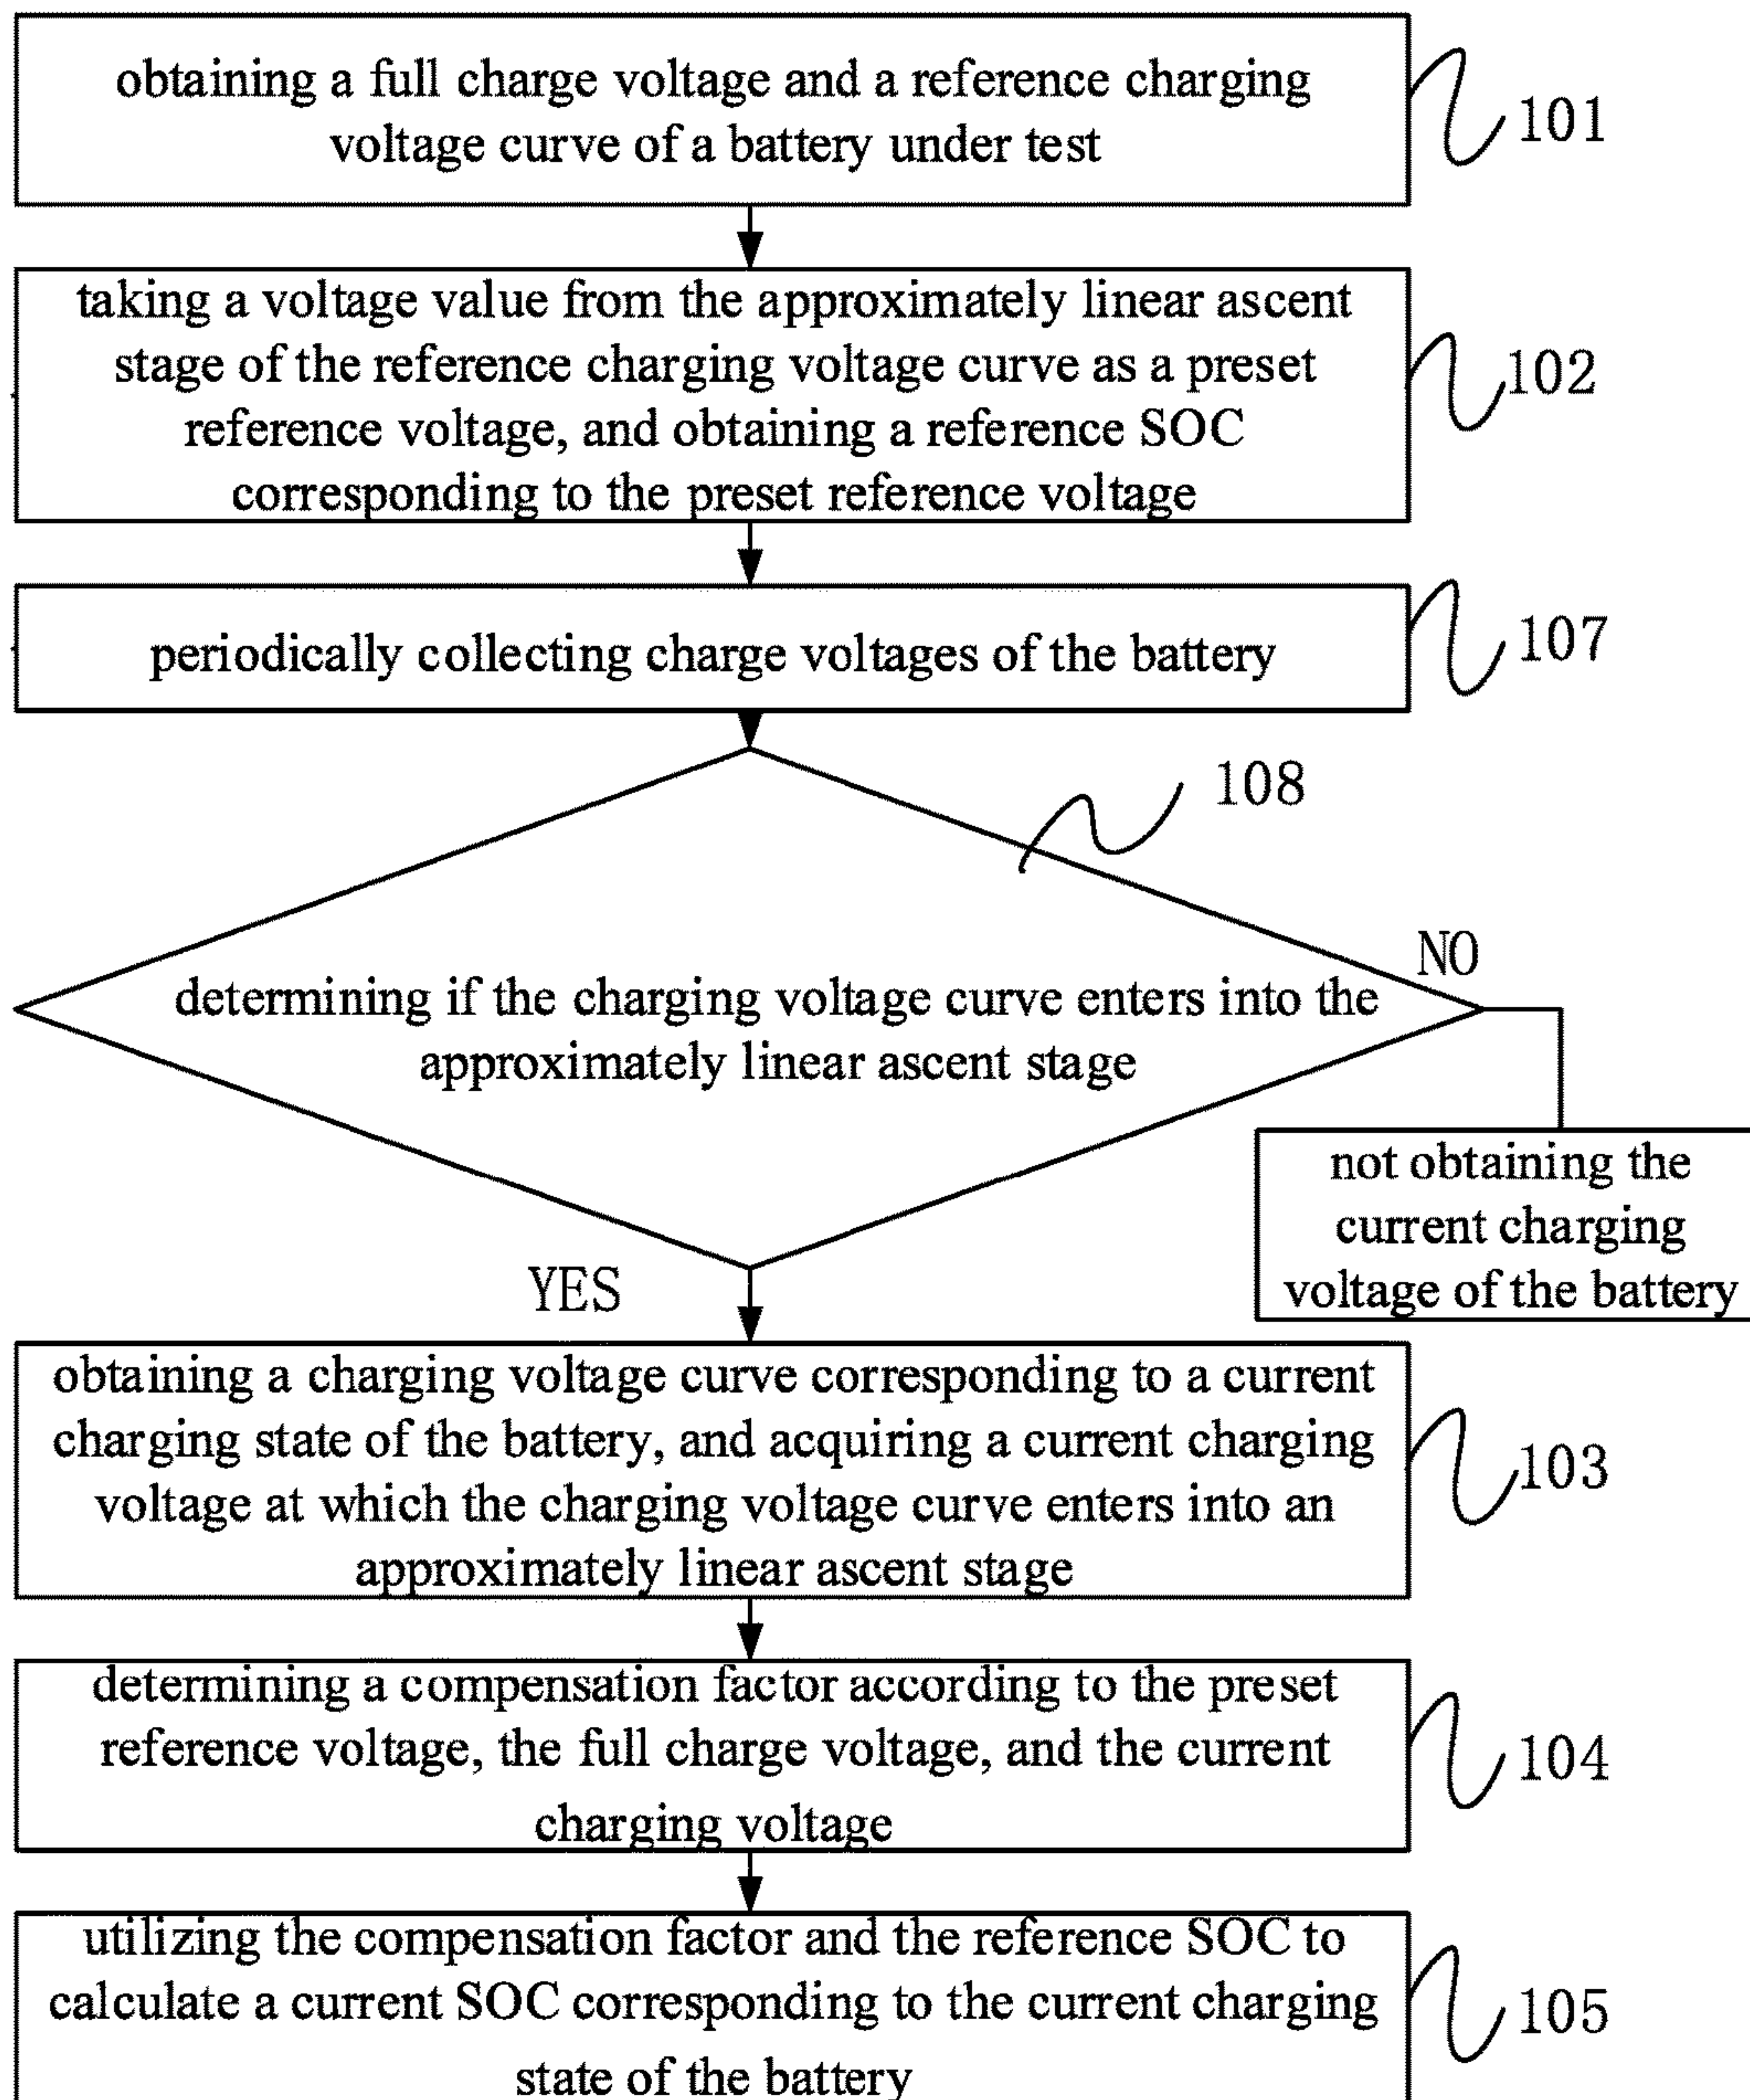 obtaining a full charge voltage and a reference charging
voltage curve of a battery under test
101
taking a voltage value from the approximately linear ascent
stage of the reference charging voltage curve as a preset
reference voltage, and obtaining a reference SOC
corresponding to the preset reference voltage
102
periodically collecting charge voltages of the battery
107
108
determining if the charging voltage curve enters into the
approximately linear ascent stage
NO
not obtaining the
current charging
voltage of the battery
YES
obtaining a charging voltage curve corresponding to a current
charging state of the battery, and acquiring a current charging
voltage at which the charging voltage curve enters into an
approximately linear ascent stage
103
determining a compensation factor according to the preset
reference voltage, the full charge voltage, and the current
charging voltage
104
utilizing the compensation factor and the reference SOC to
calculate a current SOC corresponding to the current charging
state of the battery
105